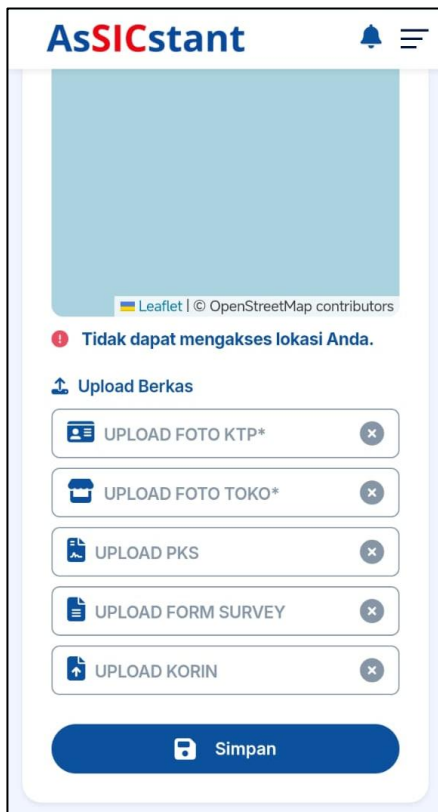 AsSICstant
Leaflet | © OpenStreetMap contributors
Tidak dapat mengakses lokasi Anda.
Upload Berkas
UPLOAD FOTO KTP*
UPLOAD FOTO TOKO*
UPLOAD PKS
UPLOAD FORM SURVEY
UPLOAD KORIN
Simpan